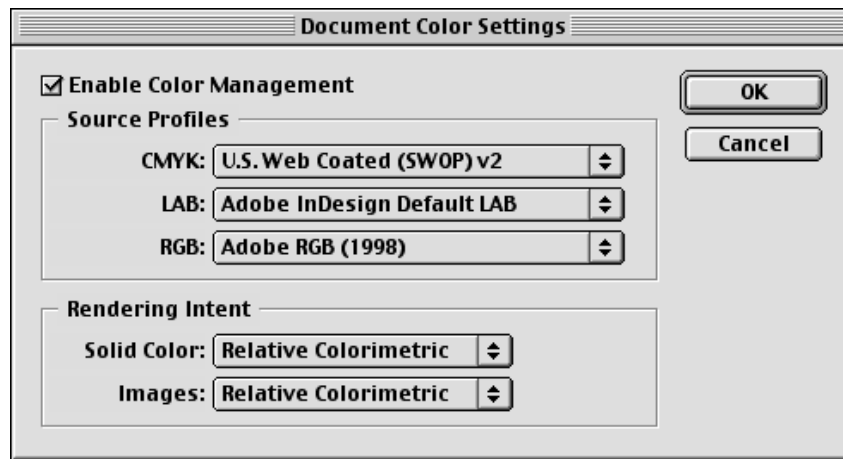 Document Color Settings
Enable Color Management
OK
Source Profiles
Cancel
CMYK: U.S. Web Coated (SWOP) v2
LAB: Adobe InDesign Default LAB
RGB: Adobe RGB (1998)
Rendering Intent
Solid Color: Relative Colorimetric
Images: Relative Colorimetric